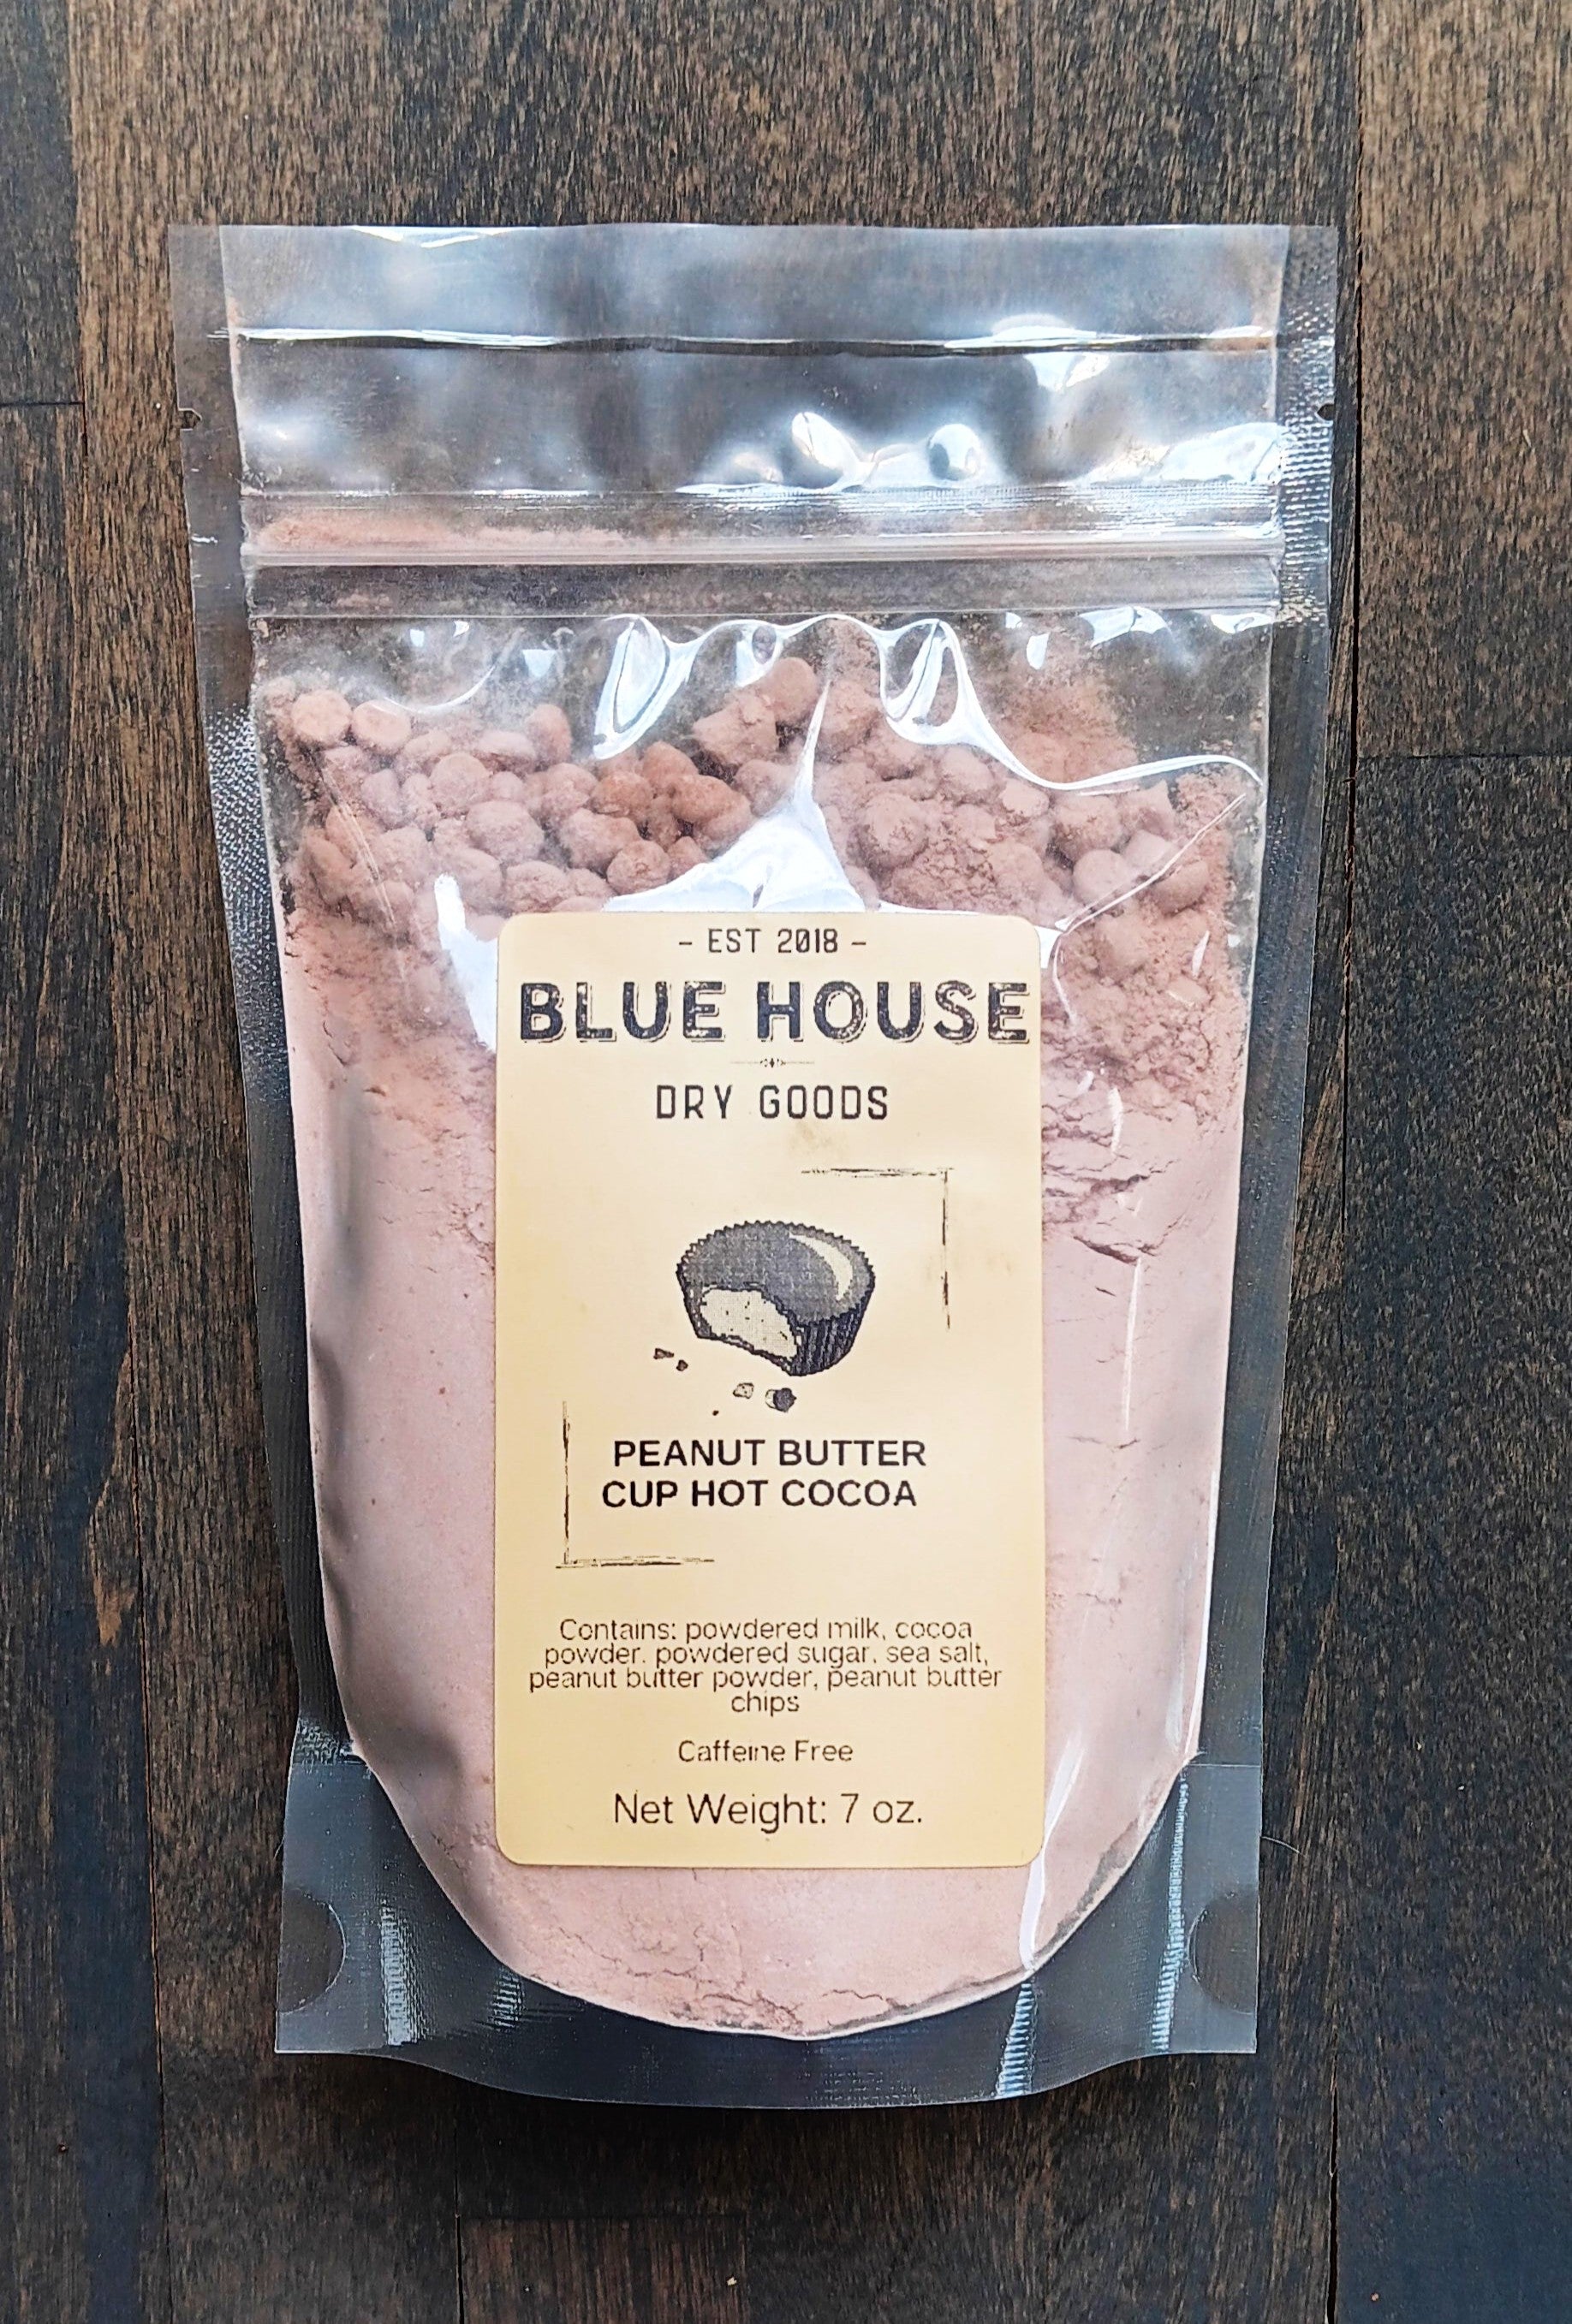 - EST 2018 -
BLUE HOUSE
DRY GOODS
PEANUT BUTTER
CUP HOT COCOA
Contains: powdered milk, cocoa
powder. powdered sugar. sea salt,
peanut butter powder, peanut butter
chips
Caffeine Free
Net Weight: 7 oz.